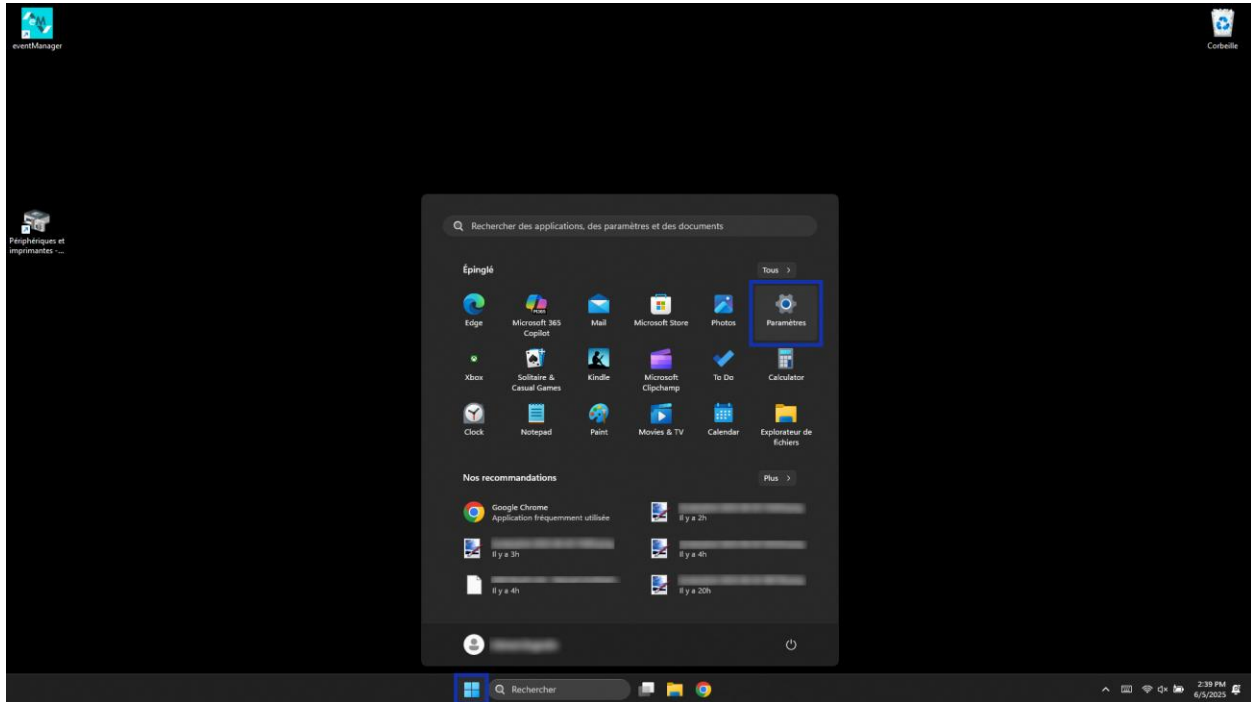 eventManager
Corbeille
Périphériques et
imprimantes -...
Rechercher des applications, des paramètres et des documents
Épinglé
Tous >
Edge
Microsoft 365
Copilot
Mail
Microsoft Store
Photos
Paramètres
Xbox
Solitaire &
Casual Games
Kindle
Microsoft
Clipchamp
To Do
Calculator
Clock
Notepad
Paint
Movies & TV
Calendar
Explorateur de
fichiers
Nos recommandations
Plus >
Google Chrome
Application fréquemment utilisée
Il y a 2h
Il y a 3h
Il y a 4h
Il y a 4h
Il y a 20h
Rechercher
2:39 PM
6/5/2025